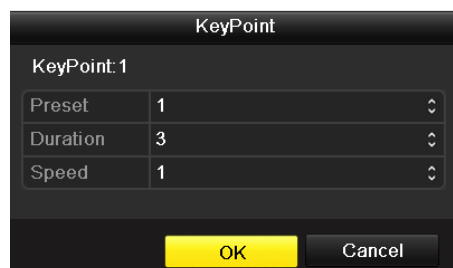 KeyPoint
KeyPoint:1
Preset 1
Duration 3
Speed 1
OK Cancel